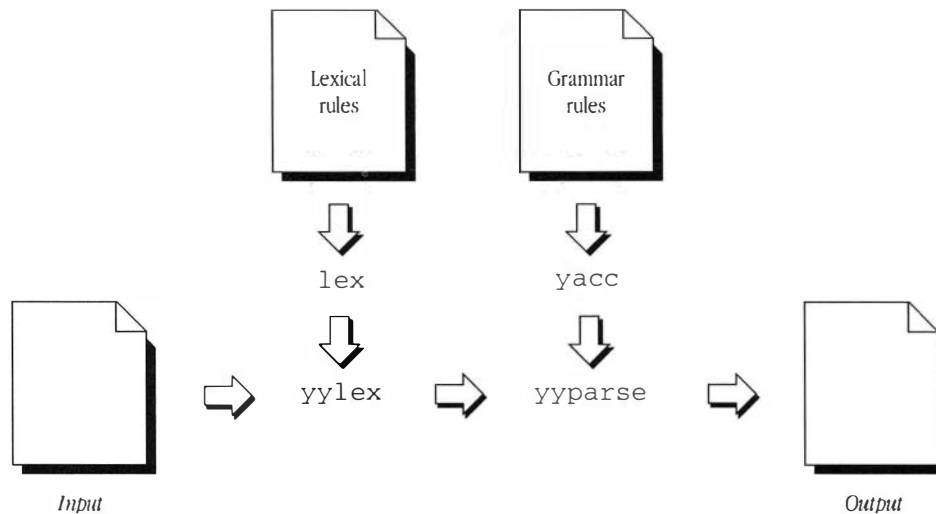 Lexical
rules
Grammar
rules
lex
yacc
yylex
yyparse
Input
Output